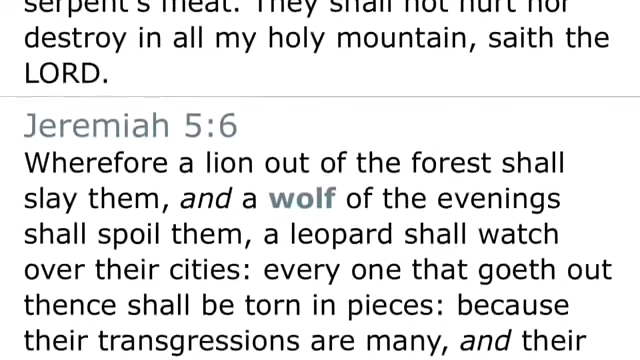 serpent's meat. They shall not hurt nor
destroy in all my holy mountain, saith the
LORD.
Jeremiah 5:6
Wherefore a lion out of the forest shall
slay them, and a wolf of the evenings
shall spoil them, a leopard shall watch
over their cities: every one that goeth out
thence shall be torn in pieces: because
their transgressions are many, and their